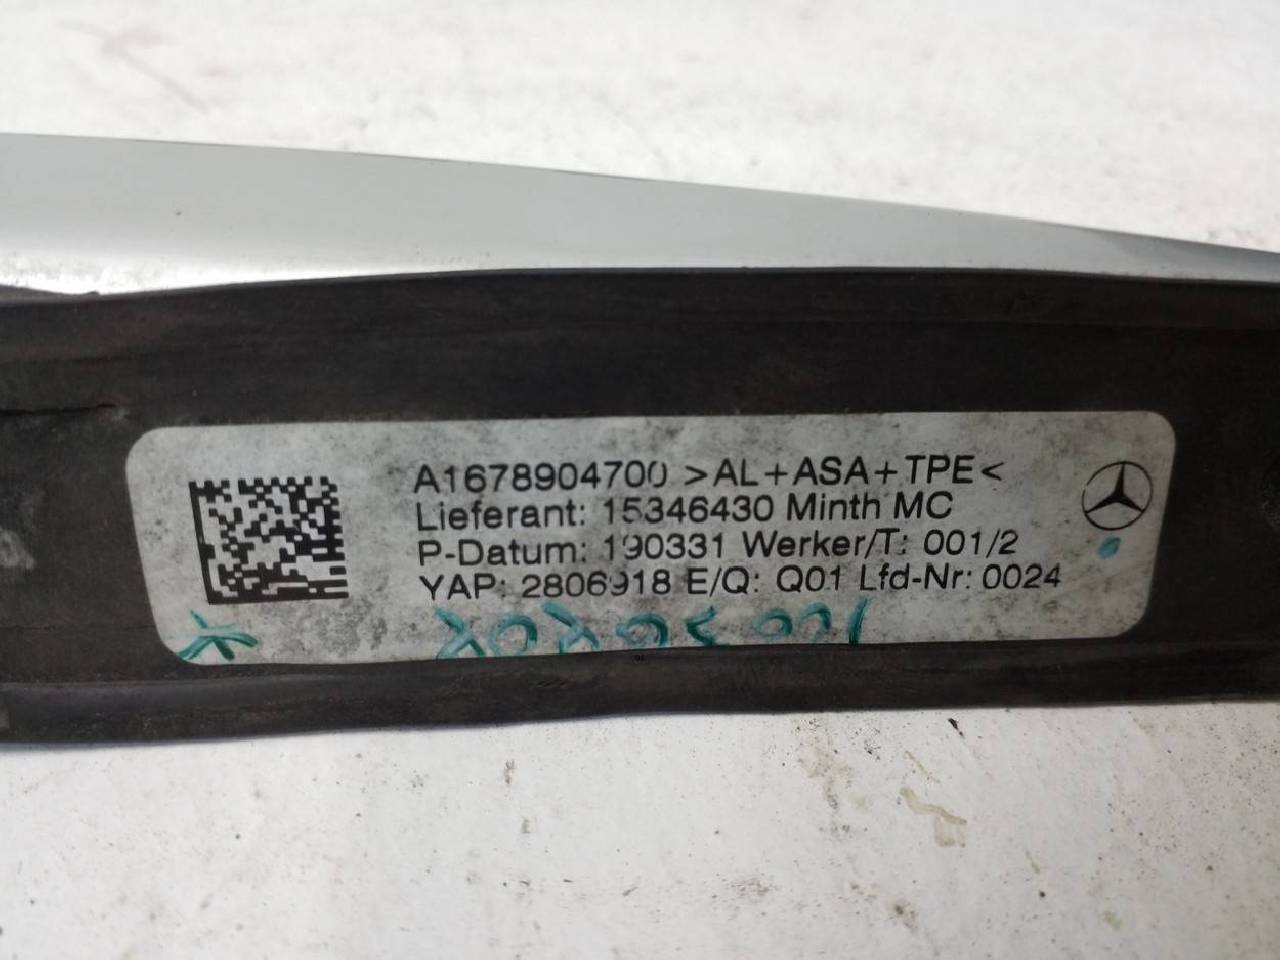 A1678904700 >AL+ASA+TPE<
Lieferant: 15346430 Minth MC
P-Datum: 190331 Werker/T: 001/2
YAP: 2806918 E/Q: Q01 Lfd-Nr: 0024